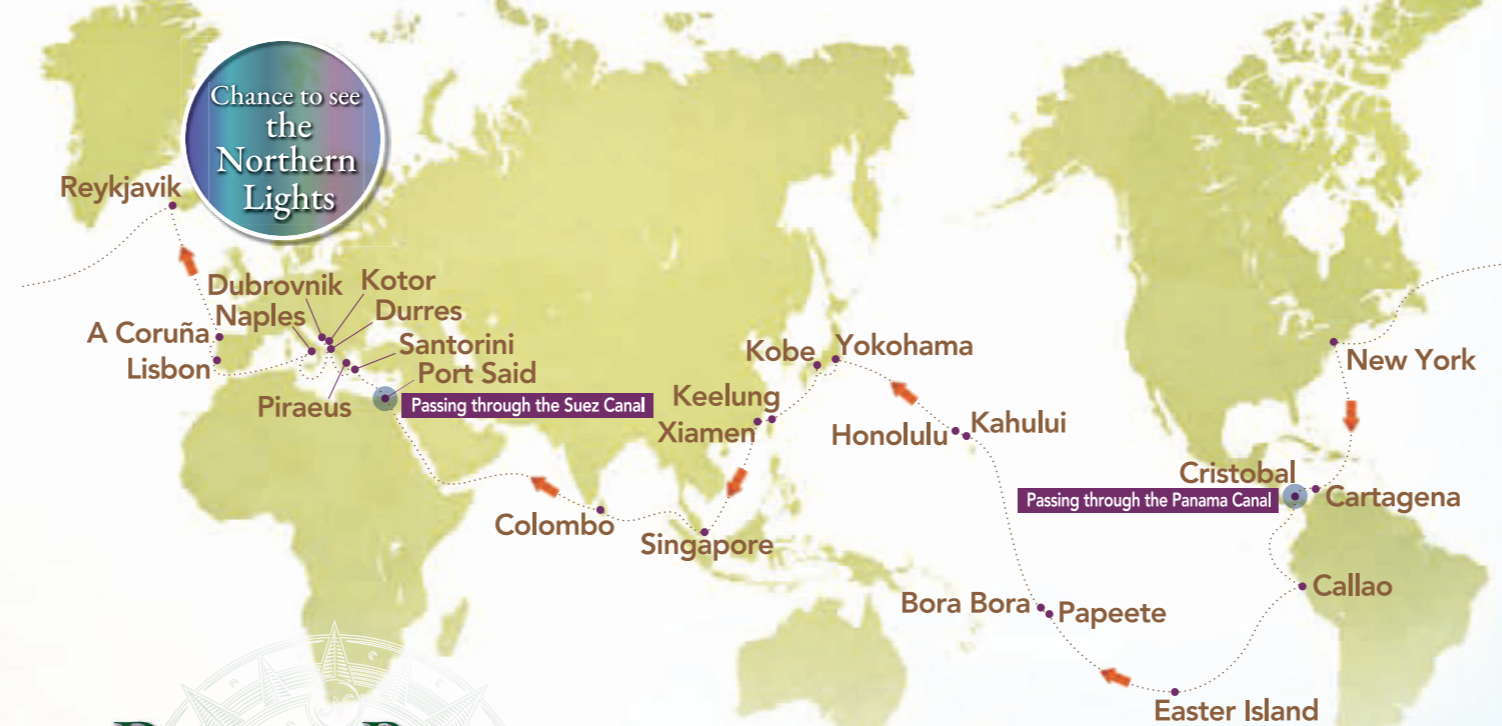 Chance to see
the
Northern
Lights
Reykjavik
Dubrovnik
Kotor
Naples
Durres
A Coruña
Santorini
Lisbon
Port Said
Piraeus
Passing through the Suez Canal
Kobe
Yokohama
Keelung
Xiamen
Honolulu
Kahului
New York
Cristobal
Passing through the Panama Canal
Cartagena
Colombo
Singapore
Callao
Bora Bora
Papeete
Easter Island